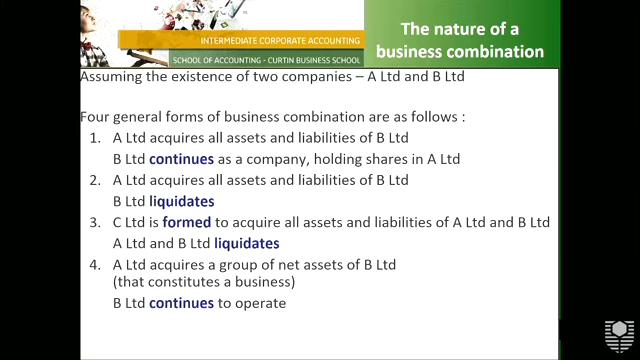 The nature of a
business combination
INTERMEDIATE CORPORATE ACCOUNTING
SCHOOL OF ACCOUNTING - CURTIN BUSINESS SCHOOL
Assuming the existence of two companies – A Ltd and B Ltd
Four general forms of business combination are as follows :
1. A Ltd acquires all assets and liabilities of B Ltd
B Ltd continues as a company, holding shares in A Ltd
2. A Ltd acquires all assets and liabilities of B Ltd
B Ltd liquidates
3. C Ltd is formed to acquire all assets and liabilities of A Ltd and B Ltd
A Ltd and B Ltd liquidates
4. A Ltd acquires a group of net assets of B Ltd
(that constitutes a business)
B Ltd continues to operate